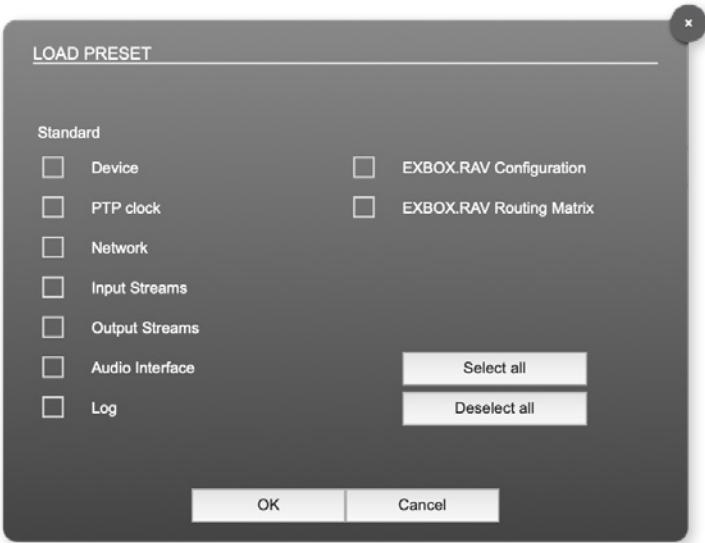 ×
LOAD PRESET
Standard
Device
EXBOX.RAV Configuration
PTP clock
EXBOX.RAV Routing Matrix
Network
Input Streams
Output Streams
Audio Interface
Select all
Log
Deselect all
OK
Cancel